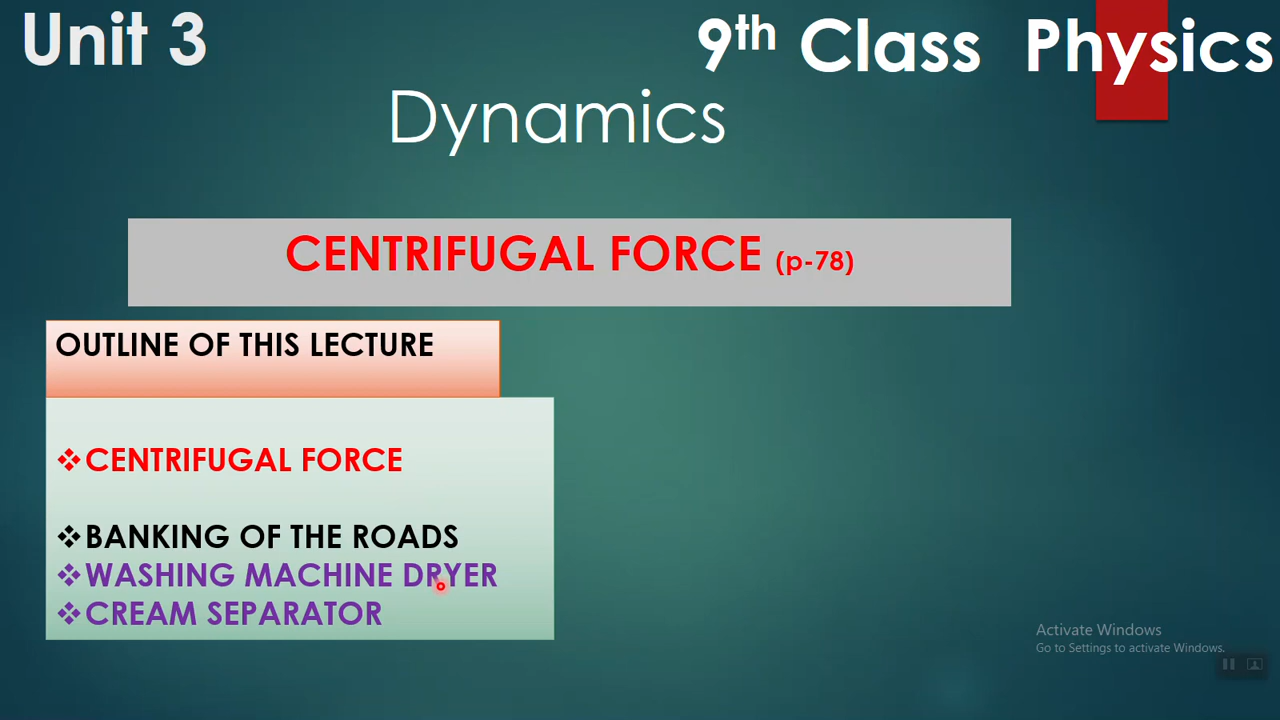 Unit 3
9th Class Physics
Dynamics
CENTRIFUGAL FORCE (p-78)
OUTLINE OF THIS LECTURE
❖CENTRIFUGAL FORCE
❖BANKING OF THE ROADS
❖WASHING MACHINE DRYER
❖CREAM SEPARATOR
Activate Windows
Go to Settings to activate Windows.